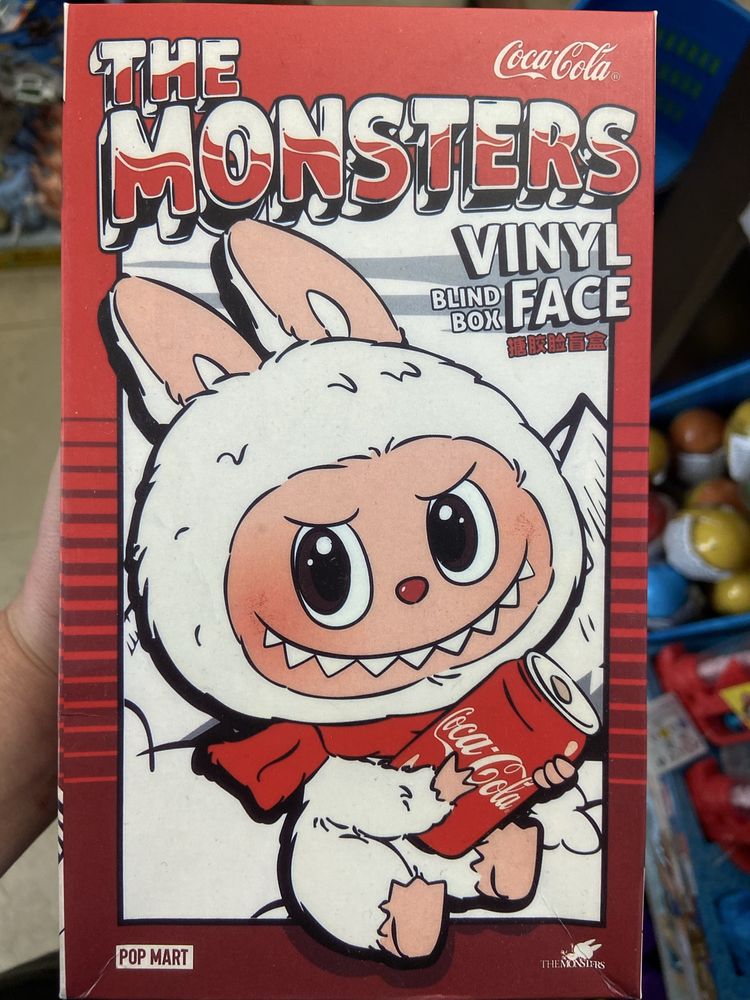 THE
Coca-Cola
MONSTERS
VINYL
BLIND BOX FACE
搪胶脸盲盒
Coca-Cola
POP MART
THE MONSTERS